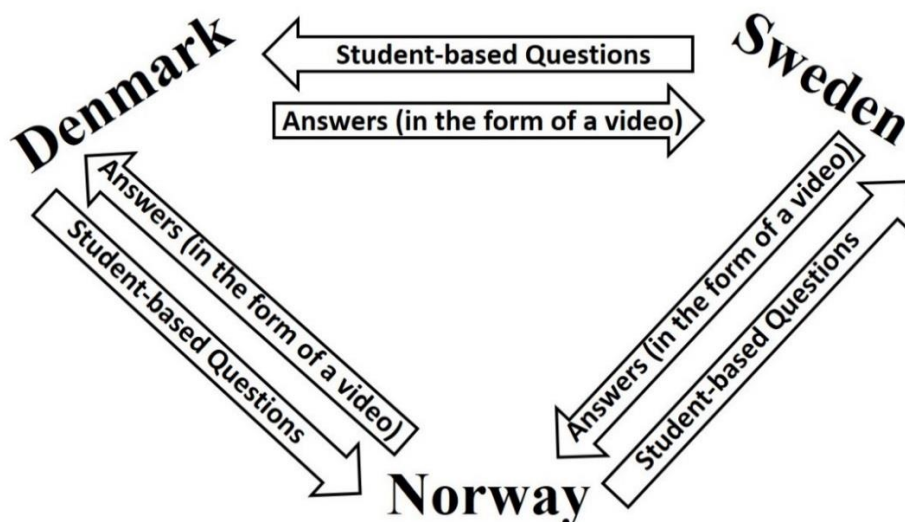 Denmark
Sweden
Student-based Questions
Answers (in the form of a video)
Answers (in the form of a video)
Student-based Questions
Answers (in the form of a video)
Student-based Questions
Norway